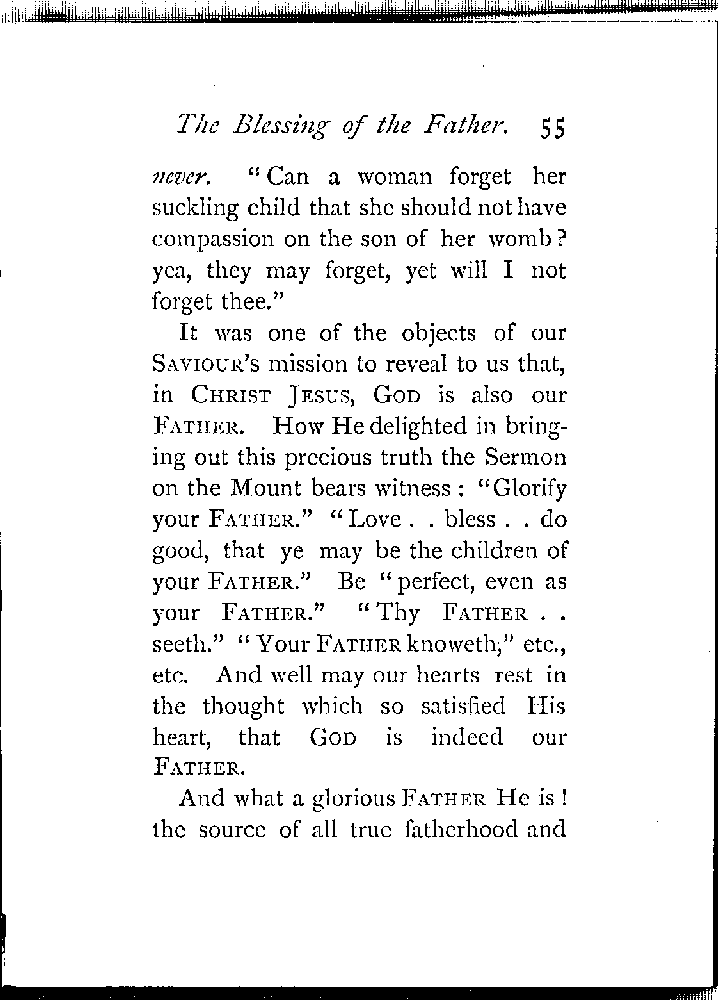 The Blessing of the Father. 55
never. "Can a woman forget her
suckling child that she should not have
compassion on the son of her womb?
yea, they may forget, yet will I not
forget thee."
It was one of the objects of our
SAVIOUR's mission to reveal to us that,
in CHRIST JESUS, GOD is also our
FATHER. How He delighted in bring-
ing out this precious truth the Sermon
on the Mount bears witness: "Glorify
your FATHER." "Love . . bless . . do
good, that ye may be the children of
your FATHER." Be "perfect, even as
your FATHER." "Thy FATHER . .
seeth." "Your FATHER knoweth;" etc.,
etc. And well may our hearts rest in
the thought which so satisfied His
heart, that GOD is indeed our
FATHER.
And what a glorious FATHER He is!
the source of all true fatherhood and